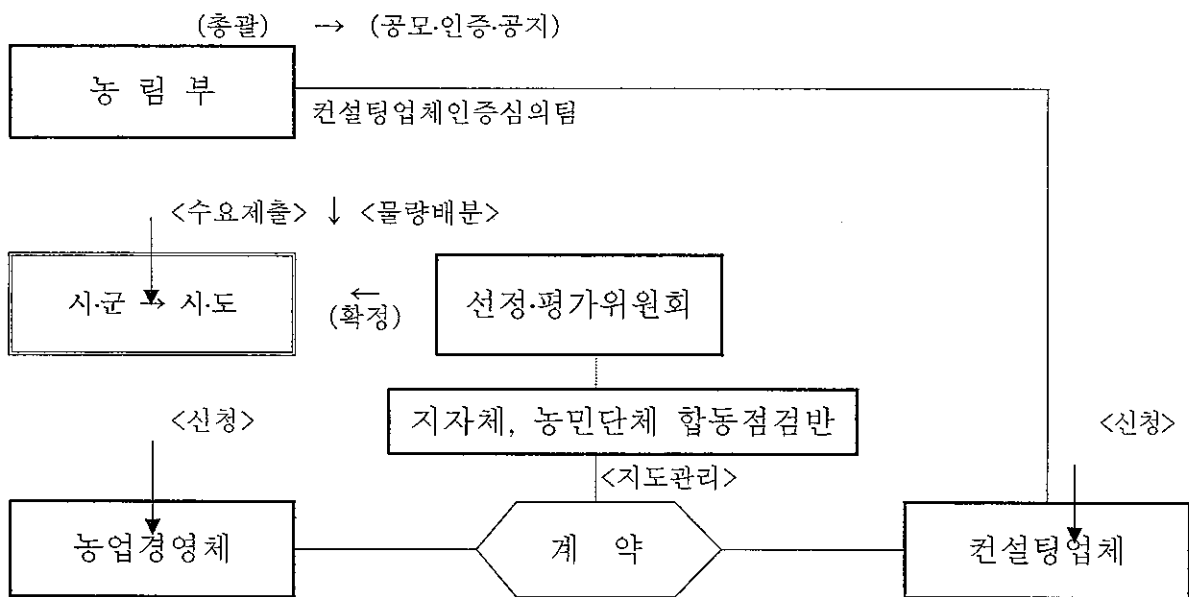 (총괄) → (공모·인증·공지)
농 림 부
컨설팅업체인증심의팀
<수요제출> ↓ <물량배분>
시·군 → 시·도
←
(확정)
선정·평가위원회
지자체, 농민단체 합동점검반
<신청>
<신청>
<지도관리>
농업경영체
계 약
컨설팅업체